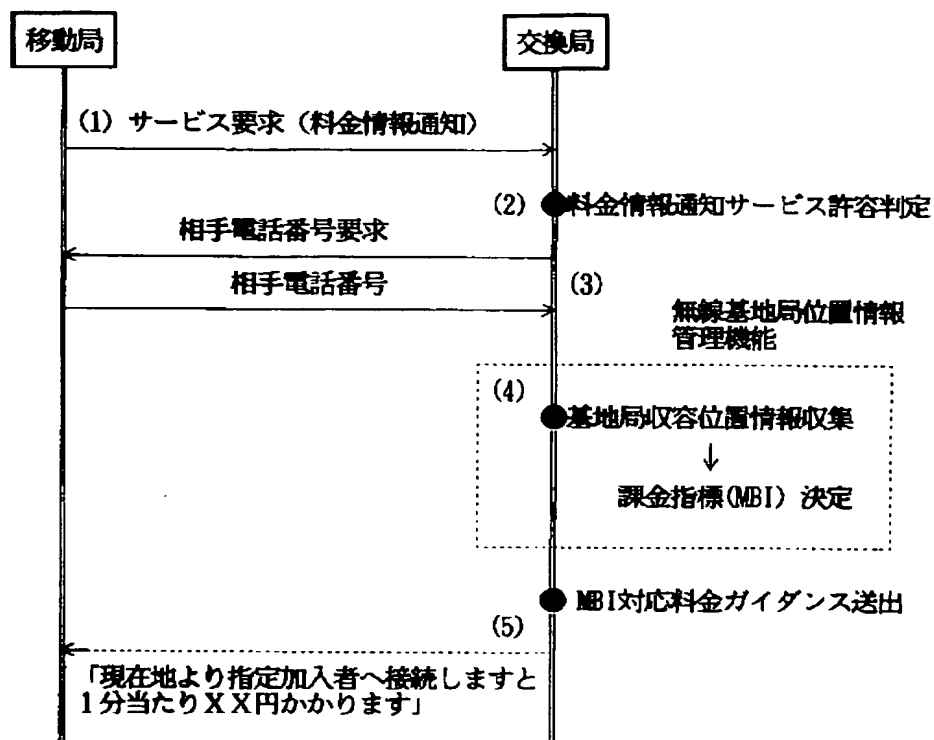 移動局
交換局
(1) サービス要求（料金情報通知）
(2)
料金情報通知サービス許容判定
相手電話番号要求
相手電話番号
(3)
無線基地局位置情報
管理機能
(4)
基地局収容位置情報収集
↓
課金指標(MBI) 決定
MBI対応料金ガイダンス送出
(5)
「現在地より指定加入者へ接続しますと
１分当たりＸＸ円かかります」